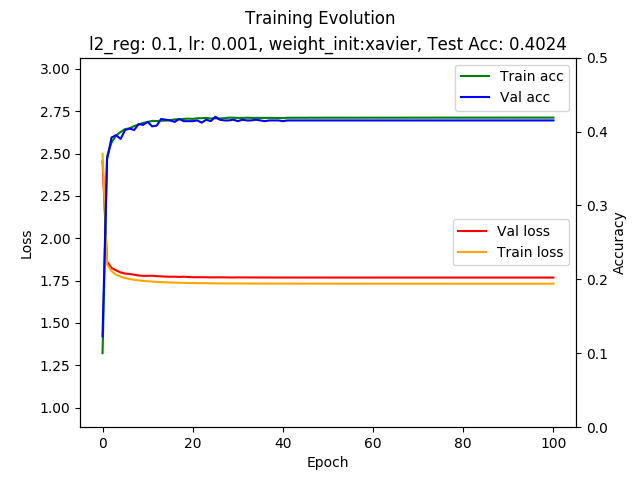 Training Evolution
l2_reg: 0.1, lr: 0.001, weight_init:xavier, Test Acc: 0.4024
3.00
2.75
2.50
2.25
2.00
1.75
1.50
1.25
1.00
Loss
Train acc
Val acc
Val loss
Train loss
0.5
0.4
0.3
0.2
0.1
0.0
Accuracy
0 20 40 60 80 100
Epoch